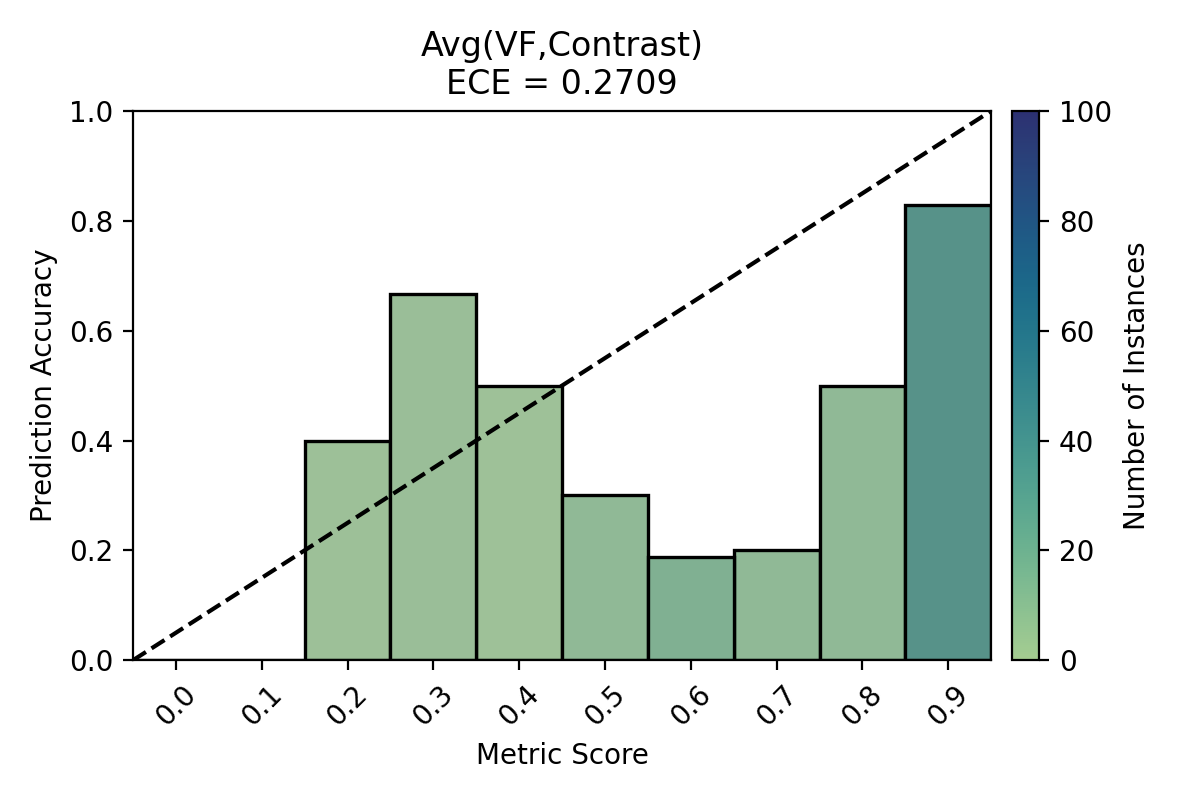 Avg(VF,Contrast)
ECE = 0.2709
Prediction Accuracy
1.0
0.8
0.6
0.4
0.2
0.0
0.0 0.1 0.2 0.3 0.4 0.5 0.6 0.7 0.8 0.9
Metric Score
100
80
60
40
20
0
Number of Instances